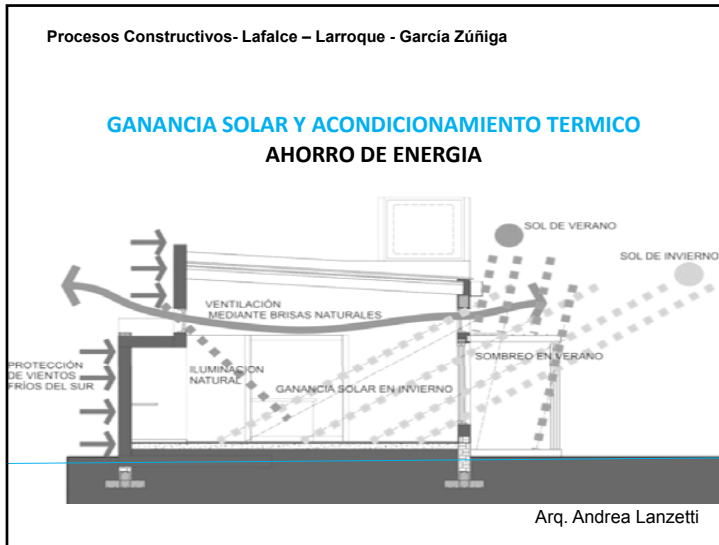 Procesos Constructivos- Lafalce – Larroque - García Zúñiga
GANANCIA SOLAR Y ACONDICIONAMIENTO TERMICO
AHORRO DE ENERGIA
SOL DE VERANO
SOL DE INVIERNO
VENTILACIÓN
MEDIANTE BRISAS NATURALES
PROTECCIÓN
DE VIENTOS
FRÍOS DEL SUR
ILUMINACION
NATURAL
GANANCIA SOLAR EN INVIERNO
SOMBREO EN VERANO
Arq. Andrea Lanzetti